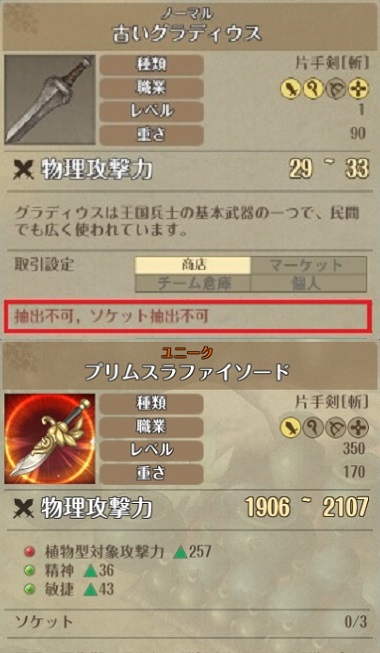 ノーマル
古いグラディウス
種類 片手剣[斬]
職業
レベル 1
重さ 90
物理攻撃力 29 ~ 33
グラディウスは王国兵士の基本武器の一つで、民間
でも広く使われています。
取引設定 商店 マーケット
チーム倉庫 個人
抽出不可, ソケット抽出不可
ユニーク
プリムスラファイソード
種類 片手剣[斬]
職業
レベル 350
重さ 170
物理攻撃力 1906 ~ 2107
植物型対象攻撃力 ▲257
精神 ▲36
敏捷 ▲43
ソケット 0/3